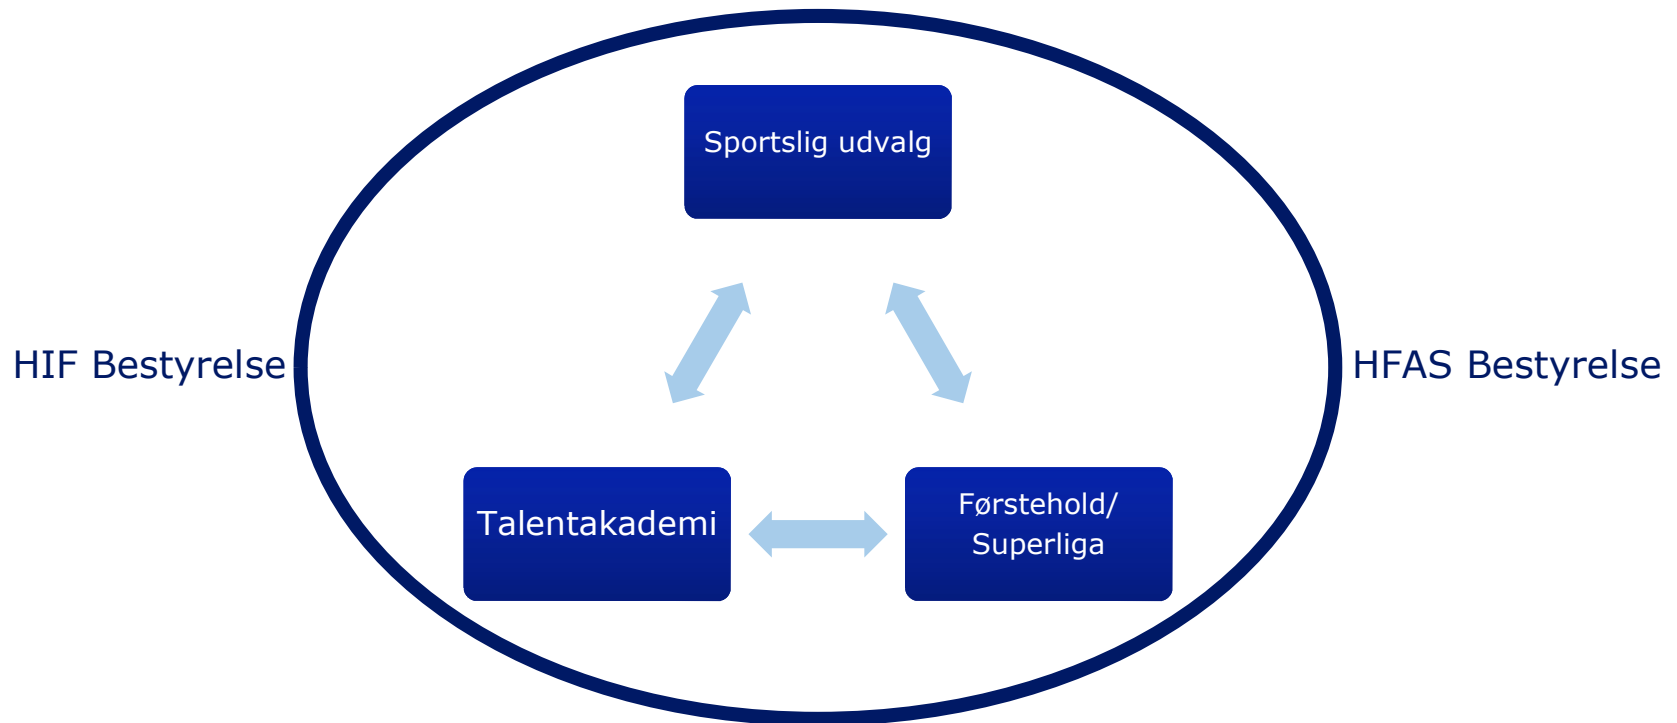 Sportslig udvalg
HIF Bestyrelse
HFAS Bestyrelse
Talentakademi
Førstehold/
Superliga